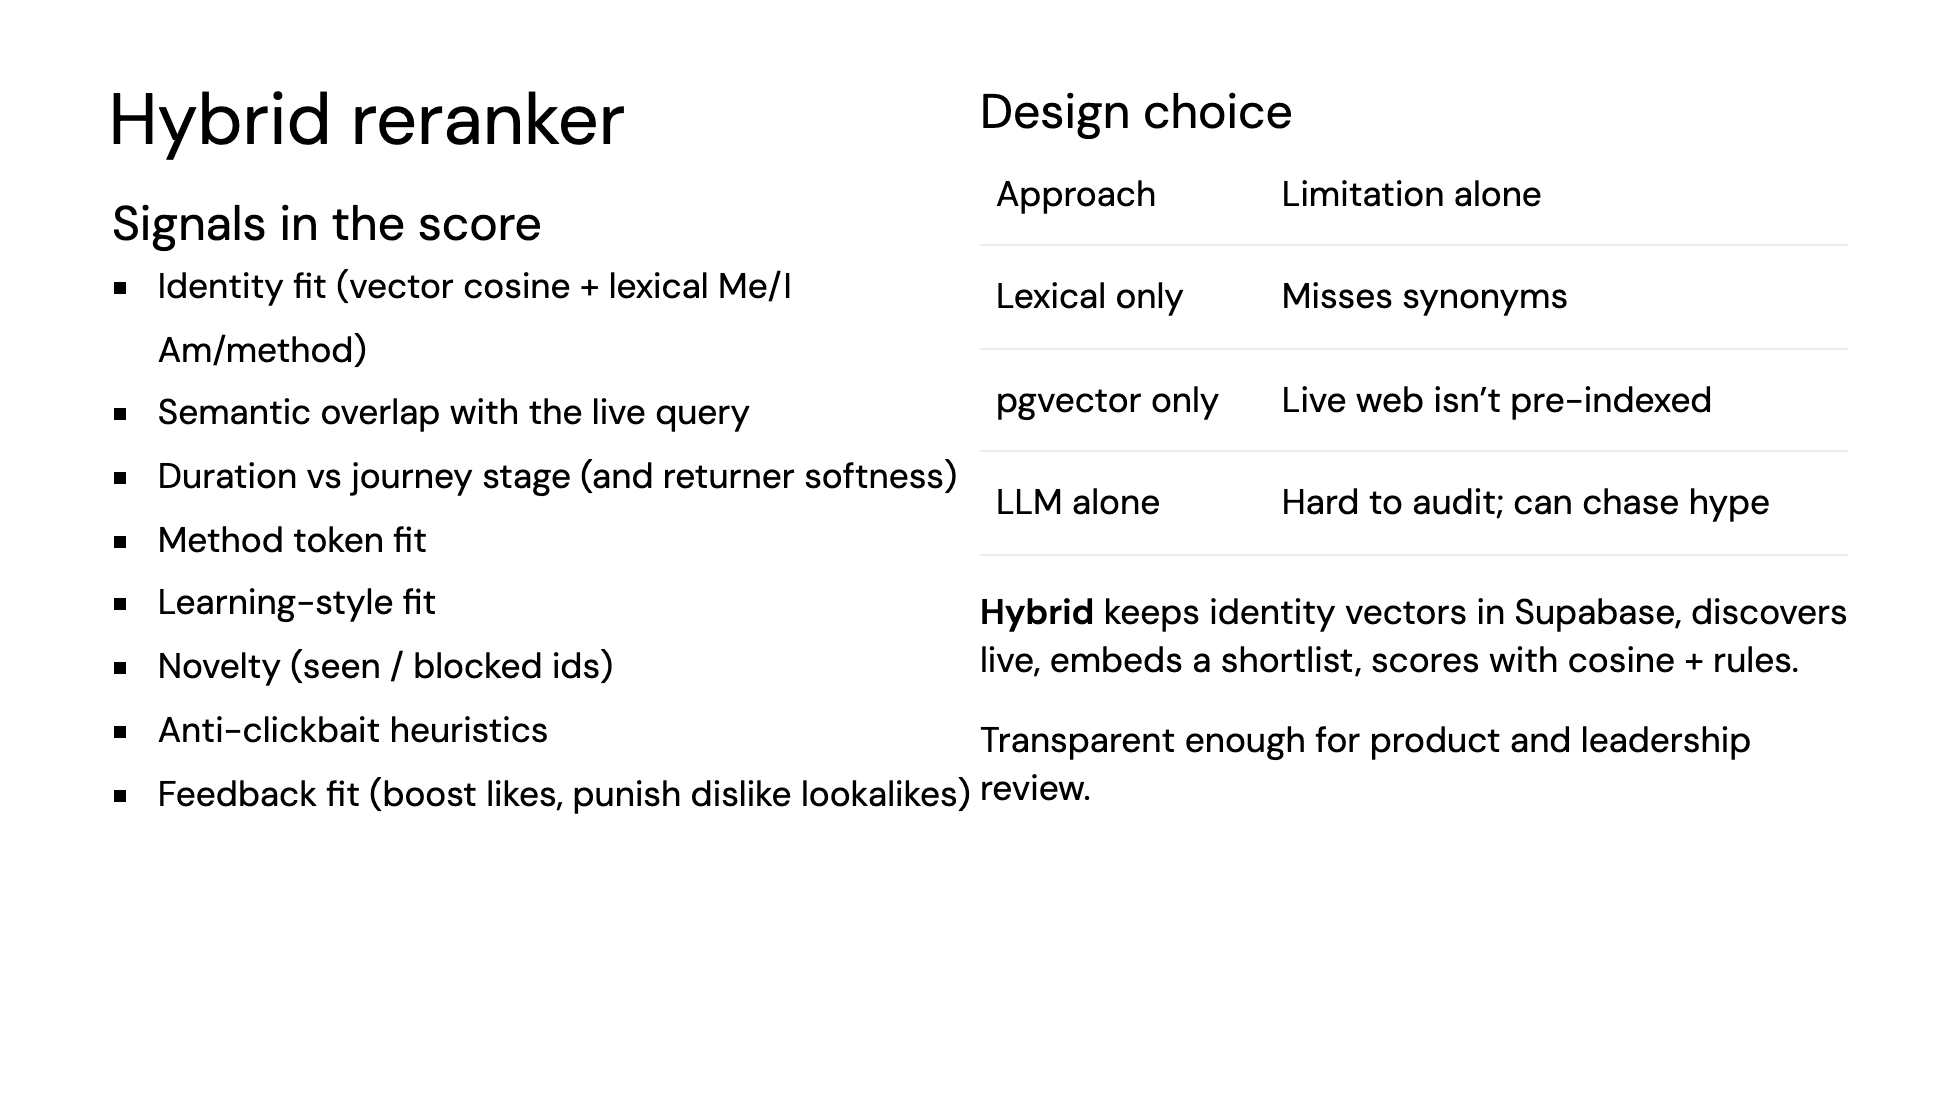 Hybrid reranker
Signals in the score
▪ Identity fit (vector cosine + lexical Me/I
Am/method)
▪ Semantic overlap with the live query
▪ Duration vs journey stage (and returner softness)
▪ Method token fit
▪ Learning-style fit
▪ Novelty (seen / blocked ids)
▪ Anti-clickbait heuristics
▪ Feedback fit (boost likes, punish dislike lookalikes)
Design choice
Approach Limitation alone
Lexical only Misses synonyms
pgvector only Live web isn’t pre-indexed
LLM alone Hard to audit; can chase hype
Hybrid keeps identity vectors in Supabase, discovers
live, embeds a shortlist, scores with cosine + rules.
Transparent enough for product and leadership
review.